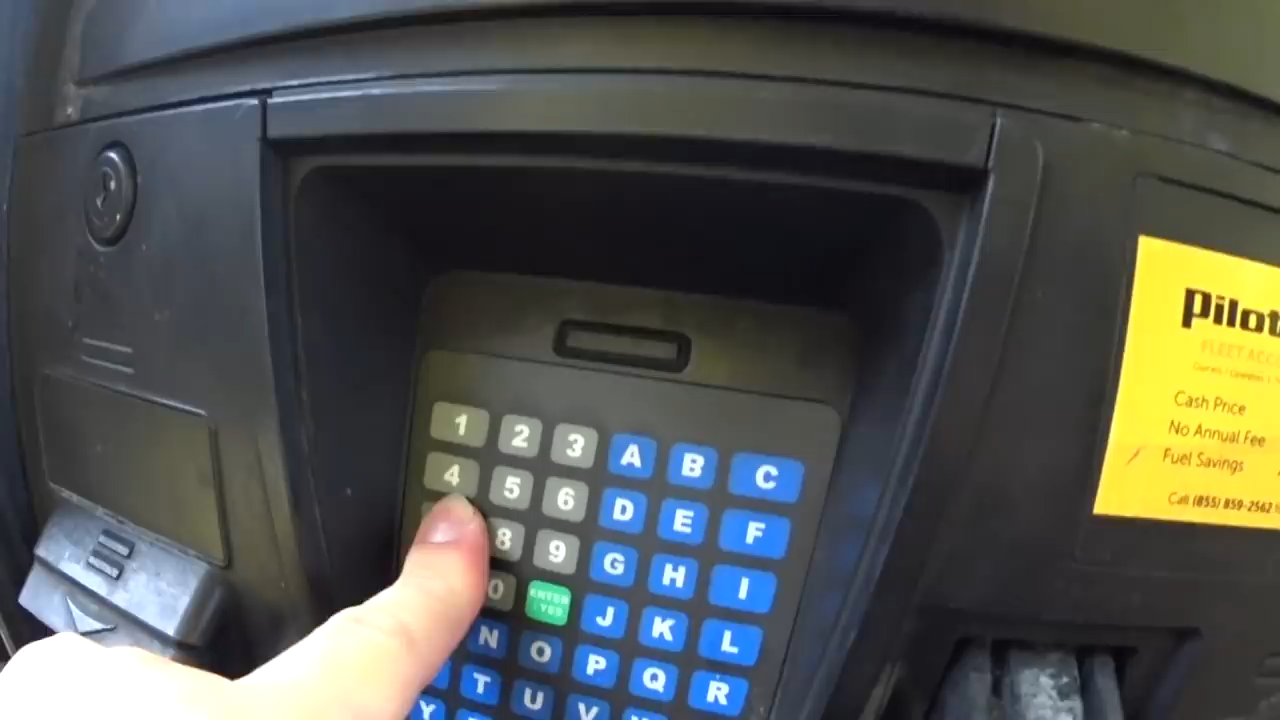 1 2 3 A B C
4 5 6 D E F
8 9 G H I
0 ENTER YES J K L
N O P Q R
T U V
Y
Pilot
FLEET
Cash Price
No Annual Fee
Fuel Savings
Call (855) 859-2562